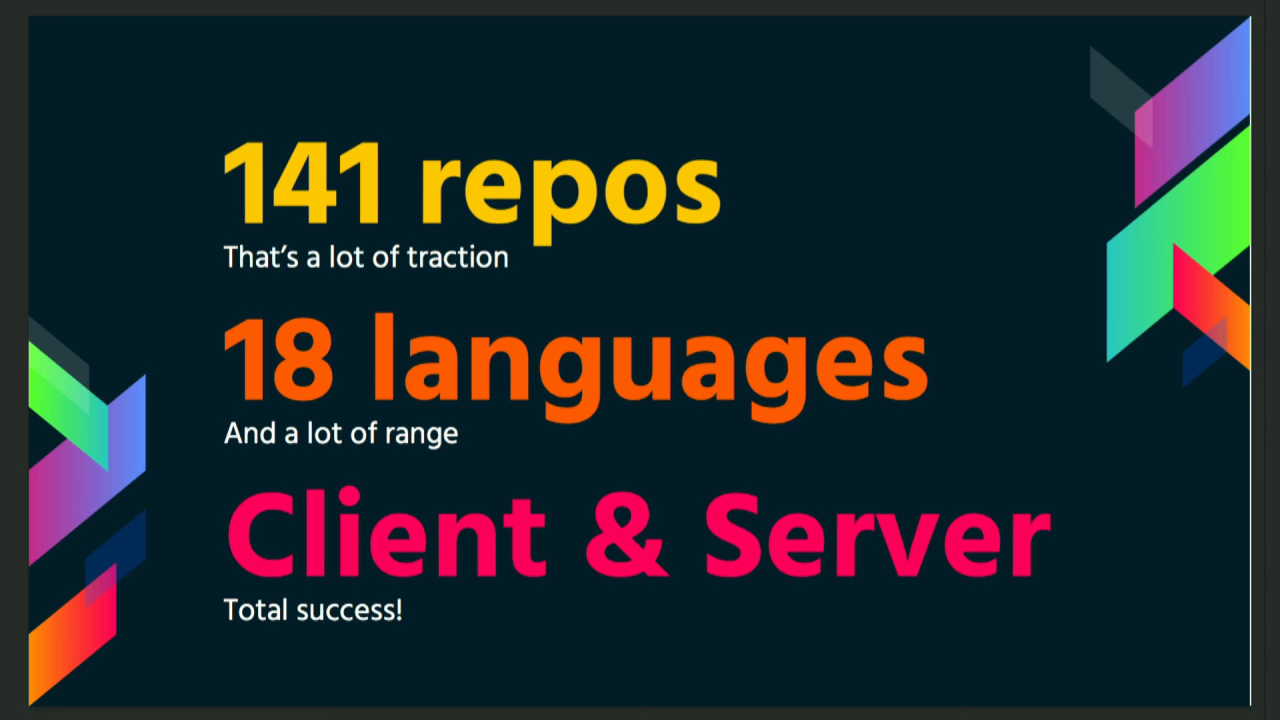 141 repos
That’s a lot of traction
18 languages
And a lot of range
Client & Server
Total success!